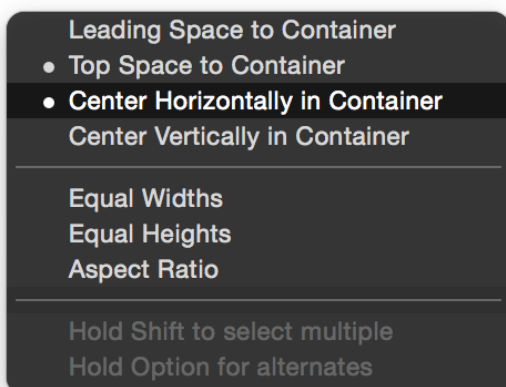 Leading Space to Container
Top Space to Container
Center Horizontally in Container
Center Vertically in Container
Equal Widths
Equal Heights
Aspect Ratio
Hold Shift to select multiple
Hold Option for alternates